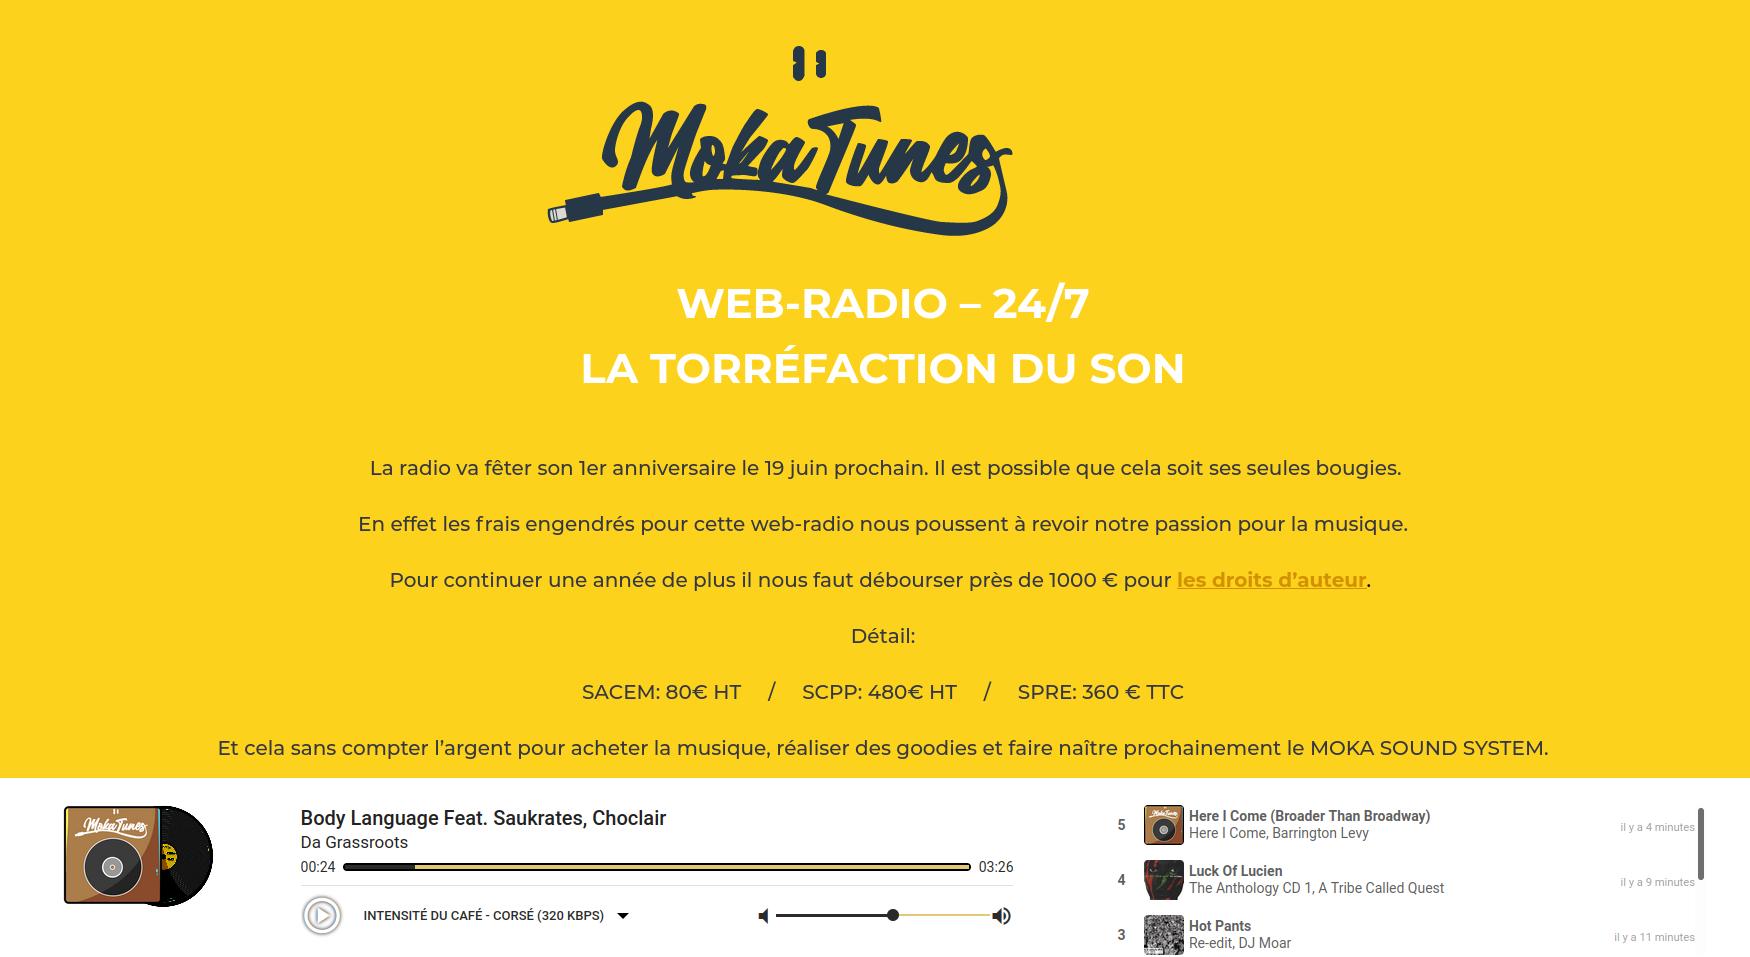 Moka Tunes
WEB-RADIO – 24/7
LA TORRÉFACTION DU SON
La radio va fêter son 1er anniversaire le 19 juin prochain. Il est possible que cela soit ses seules bougies.
En effet les frais engendrés pour cette web-radio nous poussent à revoir notre passion pour la musique.
Pour continuer une année de plus il nous faut débourser près de 1000 € pour les droits d’auteur.
Détail:
SACEM: 80€ HT / SCPP: 480€ HT / SPRE: 360 € TTC
Et cela sans compter l’argent pour acheter la musique, réaliser des goodies et faire naître prochainement le MOKA SOUND SYSTEM.
Moka Tunes
Body Language Feat. Saukrates, Choclair
Da Grassroots
00:24 03:26
INTENSITÉ DU CAFÉ - CORSÉ (320 KBPS)
5 Here I Come (Broader Than Broadway)
Here I Come, Barrington Levy
il y a 4 minutes
4 Luck Of Lucien
The Anthology CD 1, A Tribe Called Quest
il y a 9 minutes
3 Hot Pants
Re-edit, DJ Moar
il y a 11 minutes